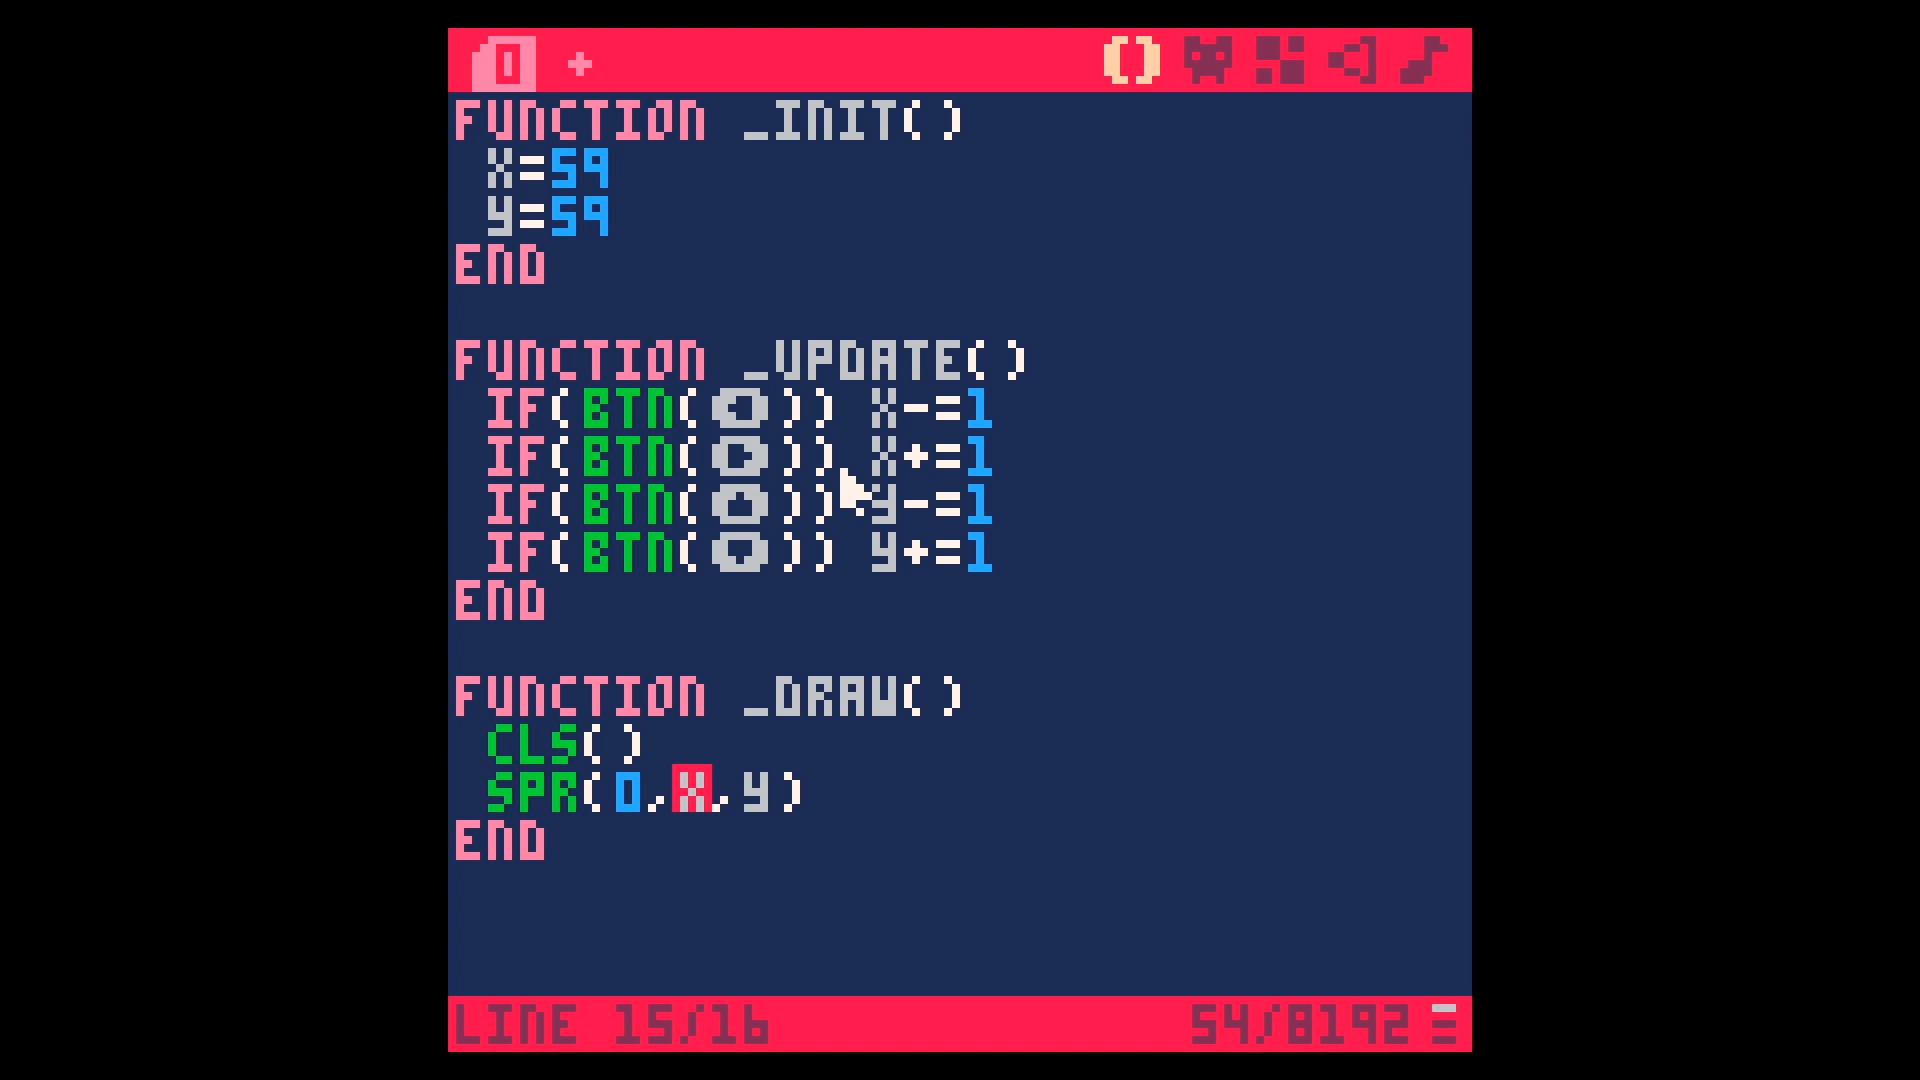 0 +
FUNCTION _INIT()
X=59
Y=59
END
FUNCTION _UPDATE()
IF(BTN(⬅️)) X-=1
IF(BTN(➡️)) X+=1
IF(BTN(⬆️)) Y-=1
IF(BTN(⬇️)) Y+=1
END
FUNCTION _DRAW()
CLS()
SPR(0,X,Y)
END
LINE 15/16 54/8192